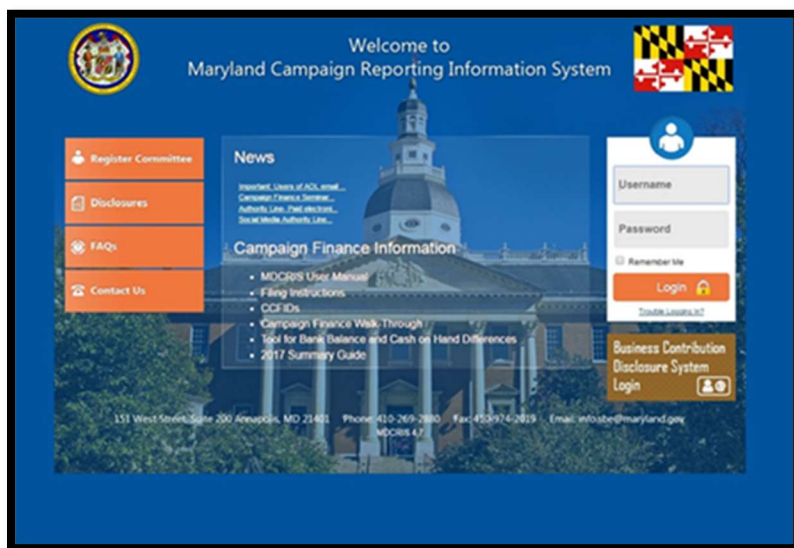 Welcome to
Maryland Campaign Reporting Information System
Register Committee
Disclosures
FAQs
Contact Us
News
Important: Users of AOL email ...
Campaign Finance Seminar...
Authority Line: Paid electroni...
Social Media Authority Line...
Campaign Finance Information
MDCRIS User Manual
Filing Instructions
CCFIDs
Campaign Finance Walk-Through
Tool for Bank Balance and Cash on Hand Differences
2017 Summary Guide
Username
Password
Remember Me
Login
Trouble Logging In?
Business Contribution
Disclosure System
Login
151 West Street, Suite 200 Annapolis, MD 21401 Phone: 410-269-2880 Fax: 410-974-2019 Email: info.sbe@maryland.gov
MDCRIS 4.7